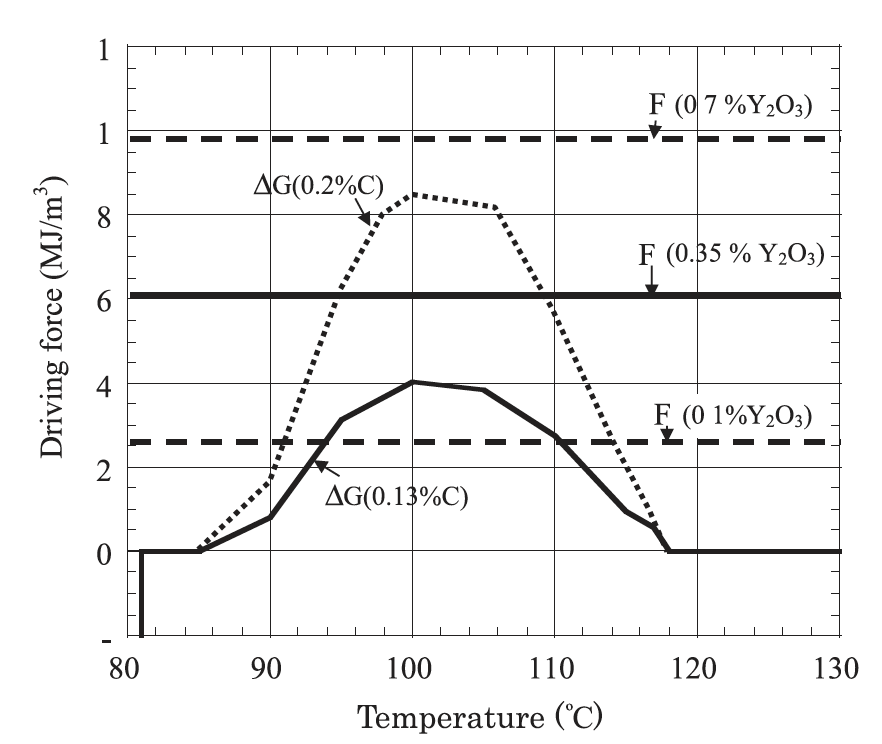 1
F (0 7 %Y₂O₃)
1
ΔG(0.2%C)
8
F (0.35 % Y₂O₃)
6
4
F (0 1%Y₂O₃)
2
ΔG(0.13%C)
0
-
80 90 100 110 120 130
Driving force (MJ/m³)
Temperature (℃)